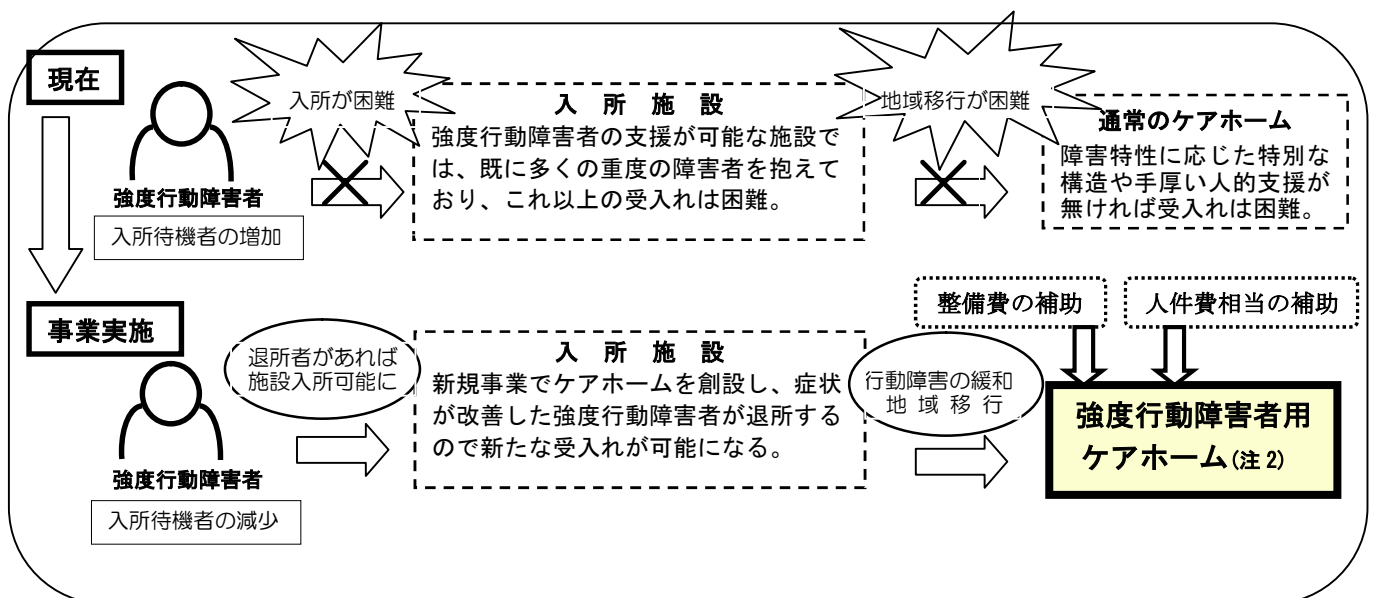 現在
入所が困難
強度行動障害者
入所待機者の増加
入 所 施 設
強度行動障害者の支援が可能な施設で
は、既に多くの重度の障害者を抱えて
おり、これ以上の受入れは困難。
地域移行が困難
通常のケアホーム
障害特性に応じた特別な
構造や手厚い人的支援が
無ければ受入れは困難。
事業実施
強度行動障害者
入所待機者の減少
退所者があれば
施設入所可能に
入 所 施 設
新規事業でケアホームを創設し、症状
が改善した強度行動障害者が退所する
ので新たな受入れが可能になる。
行動障害の緩和
地 域 移 行
整備費の補助
人件費相当の補助
強度行動障害者用
ケアホーム(注2)